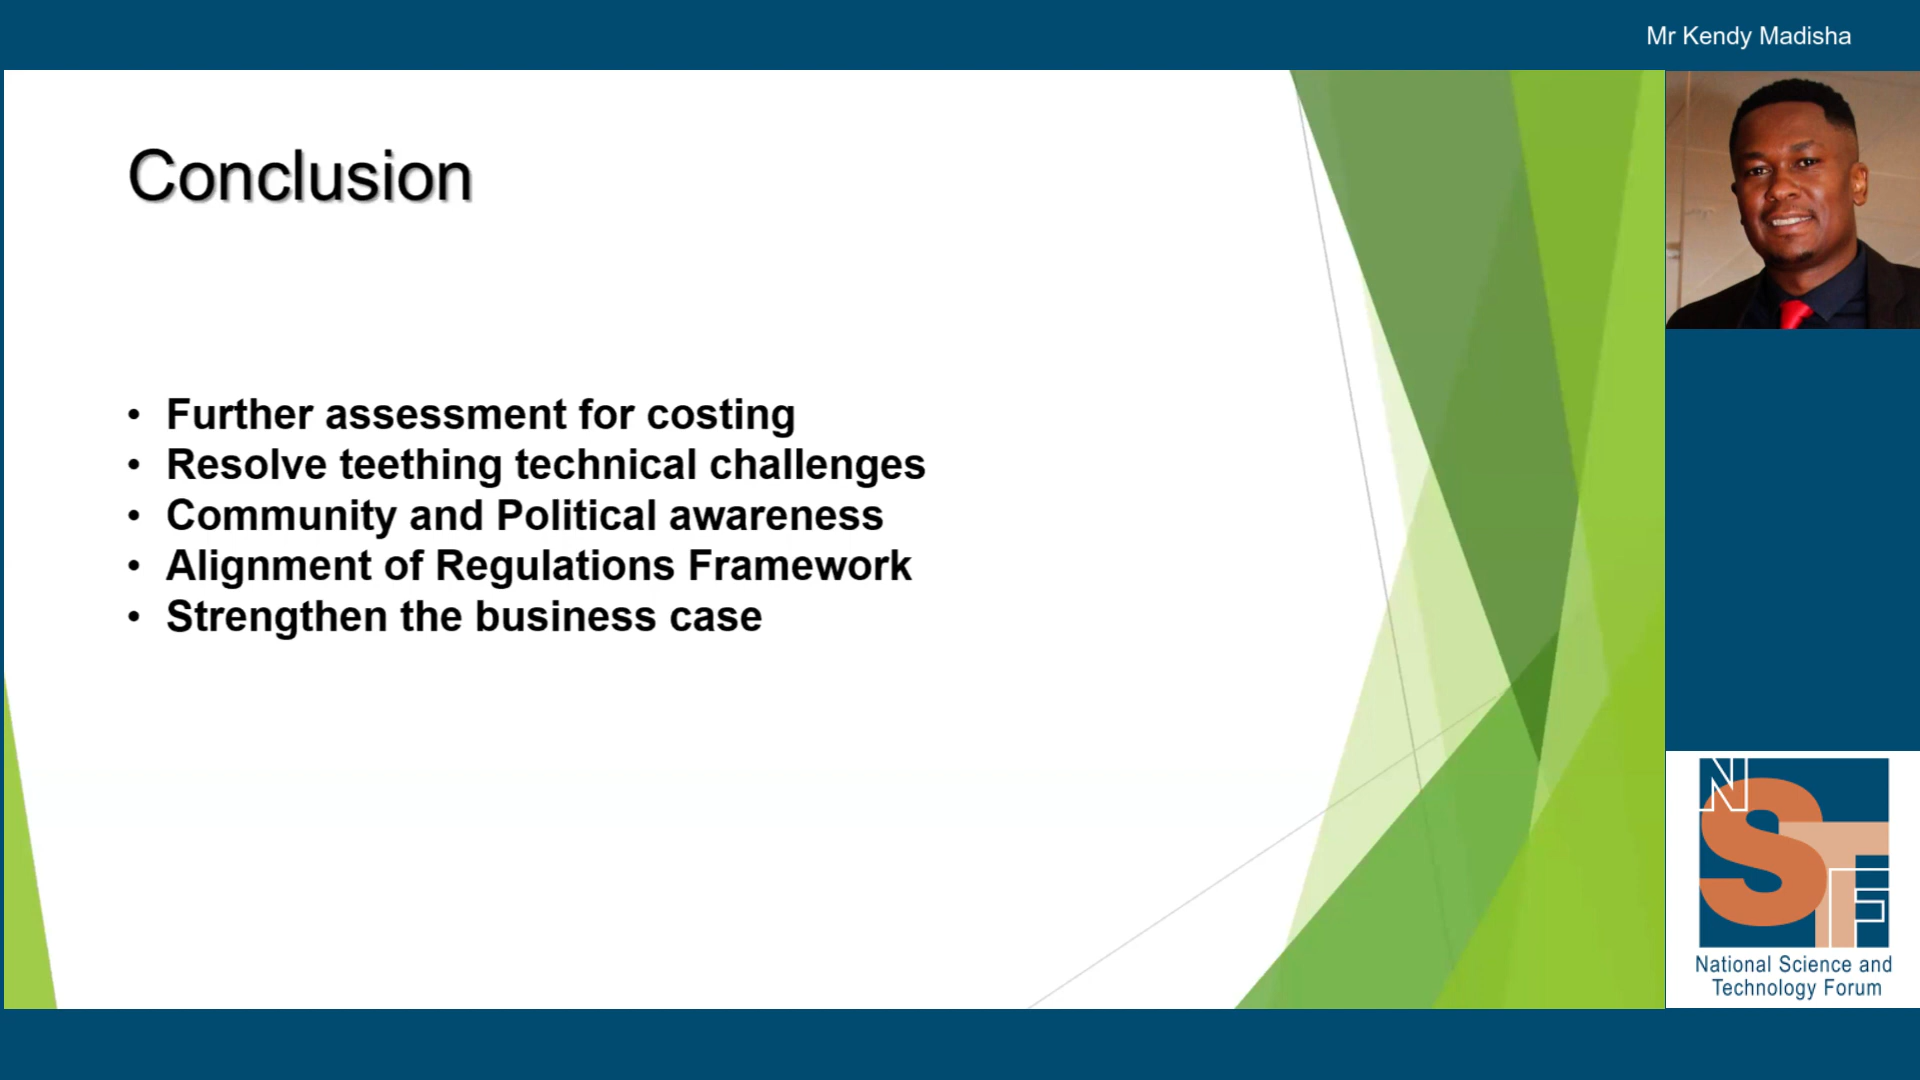 Mr Kendy Madisha
Conclusion
• Further assessment for costing
• Resolve teething technical challenges
• Community and Political awareness
• Alignment of Regulations Framework
• Strengthen the business case
NSTF
National Science and
Technology Forum